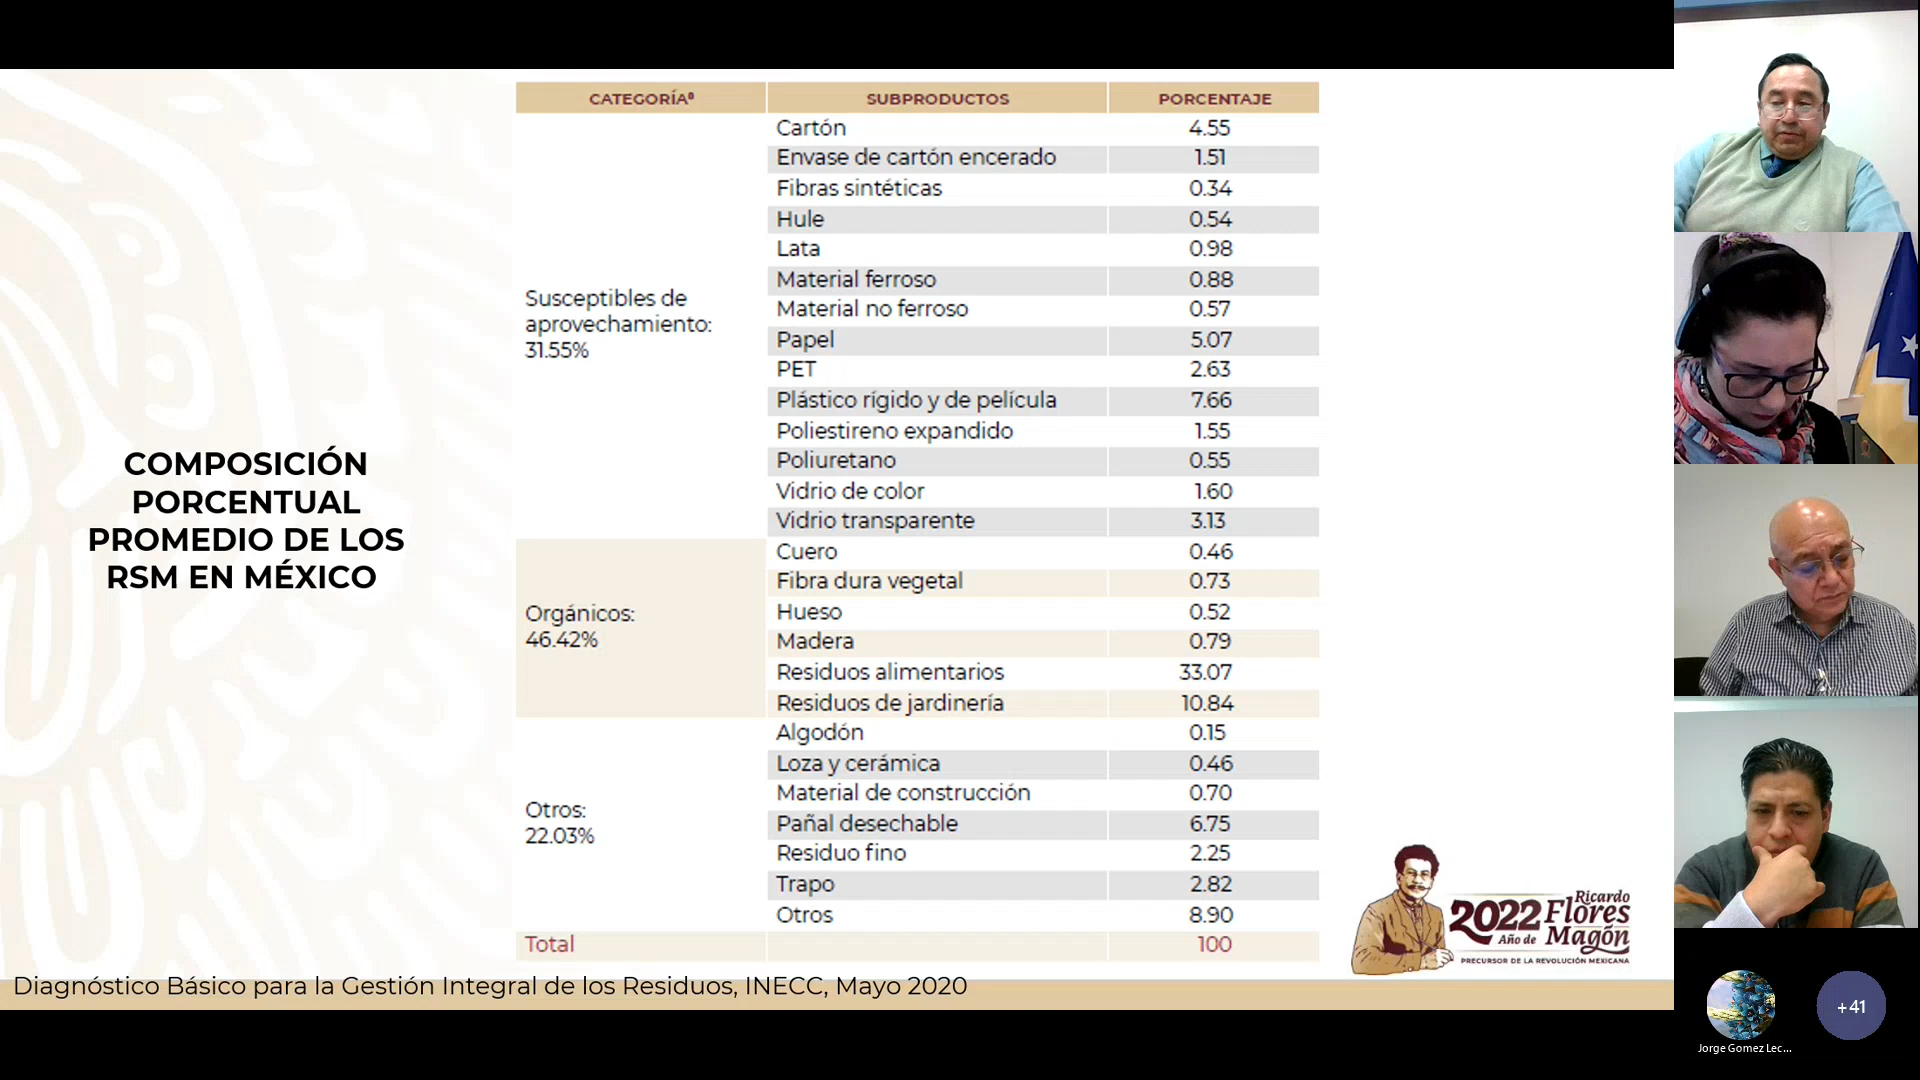 COMPOSICIÓN
PORCENTUAL
PROMEDIO DE LOS
RSM EN MÉXICO
CATEGORÍA⁸ SUBPRODUCTOS PORCENTAJE
Susceptibles de
aprovechamiento:
31.55%
Cartón 4.55
Envase de cartón encerado 1.51
Fibras sintéticas 0.34
Hule 0.54
Lata 0.98
Material ferroso 0.88
Material no ferroso 0.57
Papel 5.07
PET 2.63
Plástico rígido y de película 7.66
Poliestireno expandido 1.55
Poliuretano 0.55
Vidrio de color 1.60
Vidrio transparente 3.13
Orgánicos:
46.42%
Cuero 0.46
Fibra dura vegetal 0.73
Hueso 0.52
Madera 0.79
Residuos alimentarios 33.07
Residuos de jardinería 10.84
Otros:
22.03%
Algodón 0.15
Loza y cerámica 0.46
Material de construcción 0.70
Pañal desechable 6.75
Residuo fino 2.25
Trapo 2.82
Otros 8.90
Total 100
2022 Ricardo
Año de Flores
Magón
PRECURSOR DE LA REVOLUCIÓN MEXICANA
Diagnóstico Básico para la Gestión Integral de los Residuos, INECC, Mayo 2020
+41
Jorge Gomez Lec...